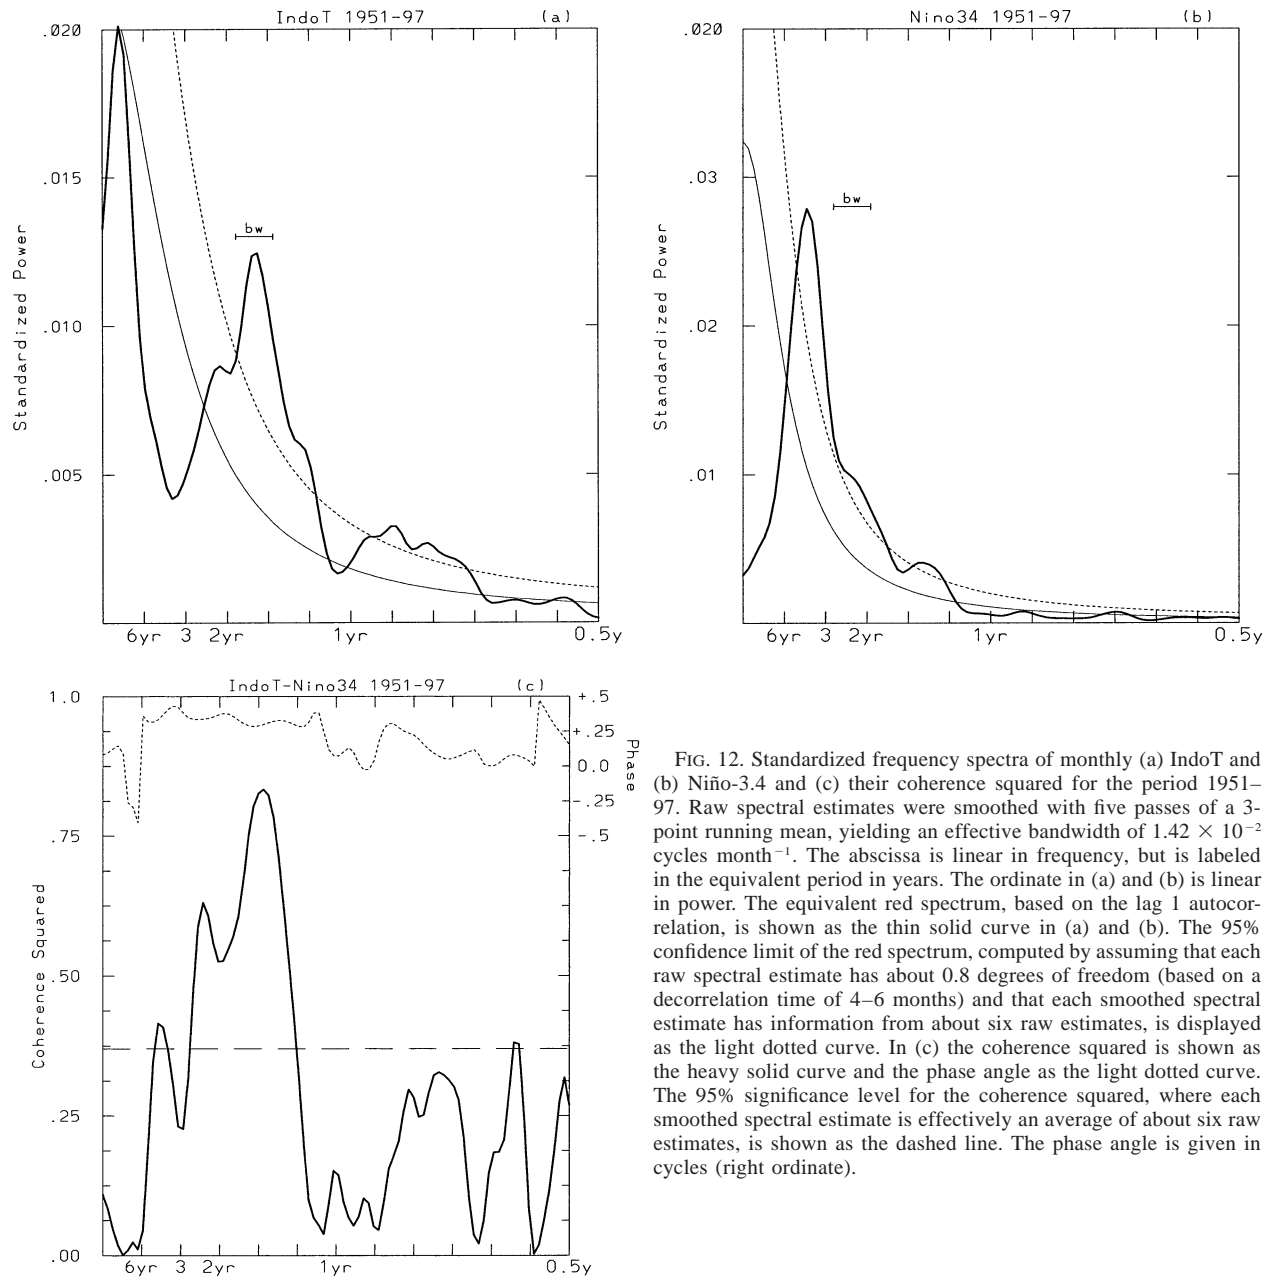 IndoT 1951-97 (a)
.020
.015
.010
.005
Standardized Power
bw
6yr 3 2yr 1yr 0.5y
Nino34 1951-97 (b)
.020
.03
.02
.01
Standardized Power
bw
6yr 3 2yr 1yr 0.5y
IndoT-Nino34 1951-97 (c)
1.0
.75
.50
.25
.00
Coherence Squared
+.5
+.25
0.0
-.25
-.5
Phase
6yr 3 2yr 1yr 0.5y
FIG. 12. Standardized frequency spectra of monthly (a) IndoT and
(b) Niño-3.4 and (c) their coherence squared for the period 1951–
97. Raw spectral estimates were smoothed with five passes of a 3-
point running mean, yielding an effective bandwidth of 1.42 × 10⁻²
cycles month⁻¹. The abscissa is linear in frequency, but is labeled
in the equivalent period in years. The ordinate in (a) and (b) is linear
in power. The equivalent red spectrum, based on the lag 1 autocor-
relation, is shown as the thin solid curve in (a) and (b). The 95%
confidence limit of the red spectrum, computed by assuming that each
raw spectral estimate has about 0.8 degrees of freedom (based on a
decorrelation time of 4–6 months) and that each smoothed spectral
estimate has information from about six raw estimates, is displayed
as the light dotted curve. In (c) the coherence squared is shown as
the heavy solid curve and the phase angle as the light dotted curve.
The 95% significance level for the coherence squared, where each
smoothed spectral estimate is effectively an average of about six raw
estimates, is shown as the dashed line. The phase angle is given in
cycles (right ordinate).